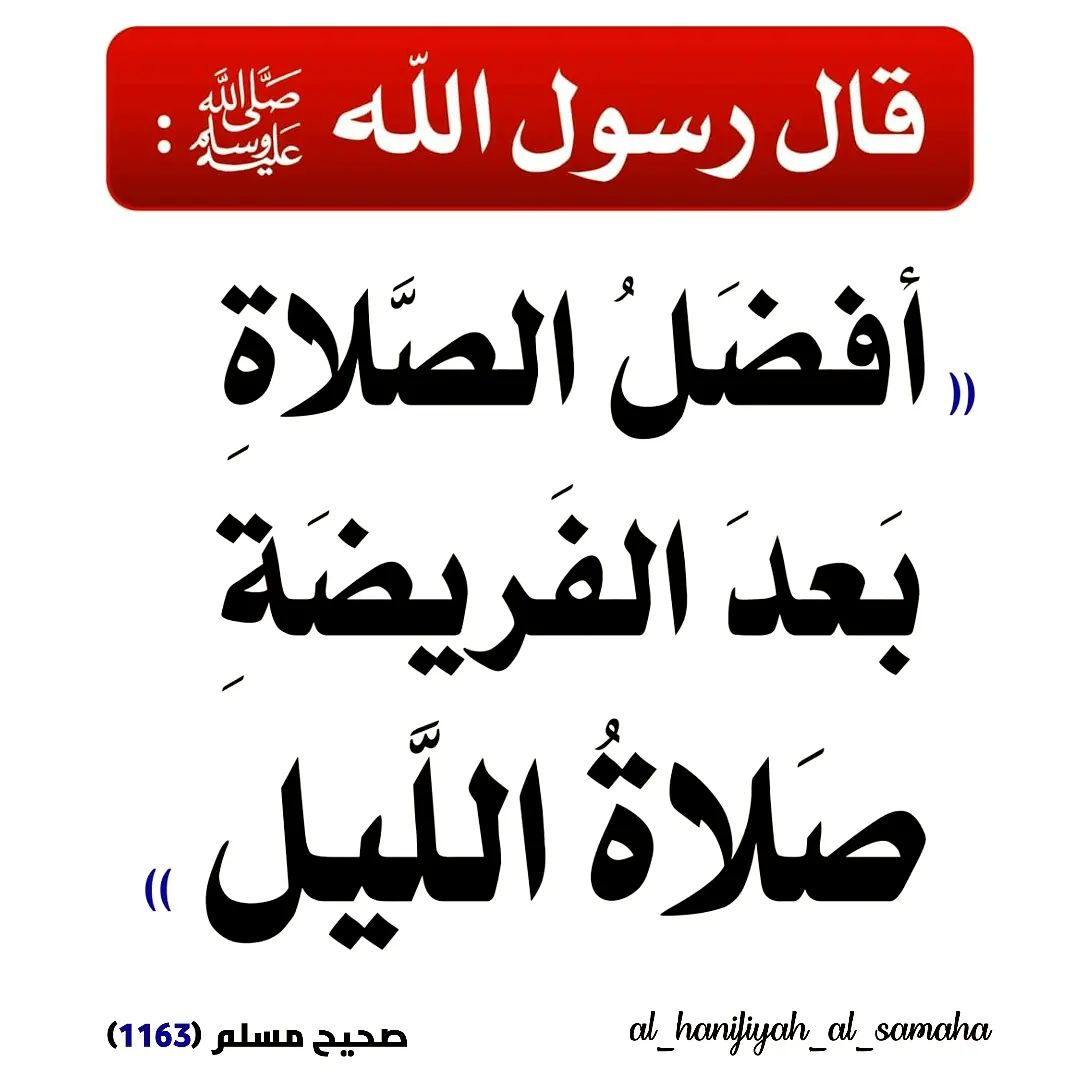 قال رسول الله صلى الله عليه وسلم :
(( أفضَلُ الصَّلاةِ
بَعدَ الفَريضَةِ
صَلاةُ اللَّيل ))
صحيح مسلم (1163)
al_hanifiyah_al_samaha